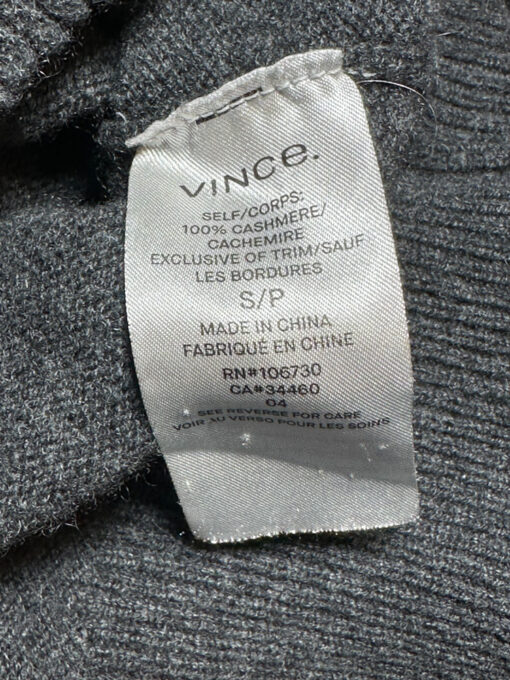 VINCe.
SELF/CORPS:
100% CASHMERE/
CACHEMIRE
EXCLUSIVE OF TRIM/SAUF
LES BORDURES
S/P
MADE IN CHINA
FABRIQUÉ EN CHINE
RN#106730
CA#34460
04
SEE REVERSE FOR CARE
VOIR AU VERSO POUR LES SOINS